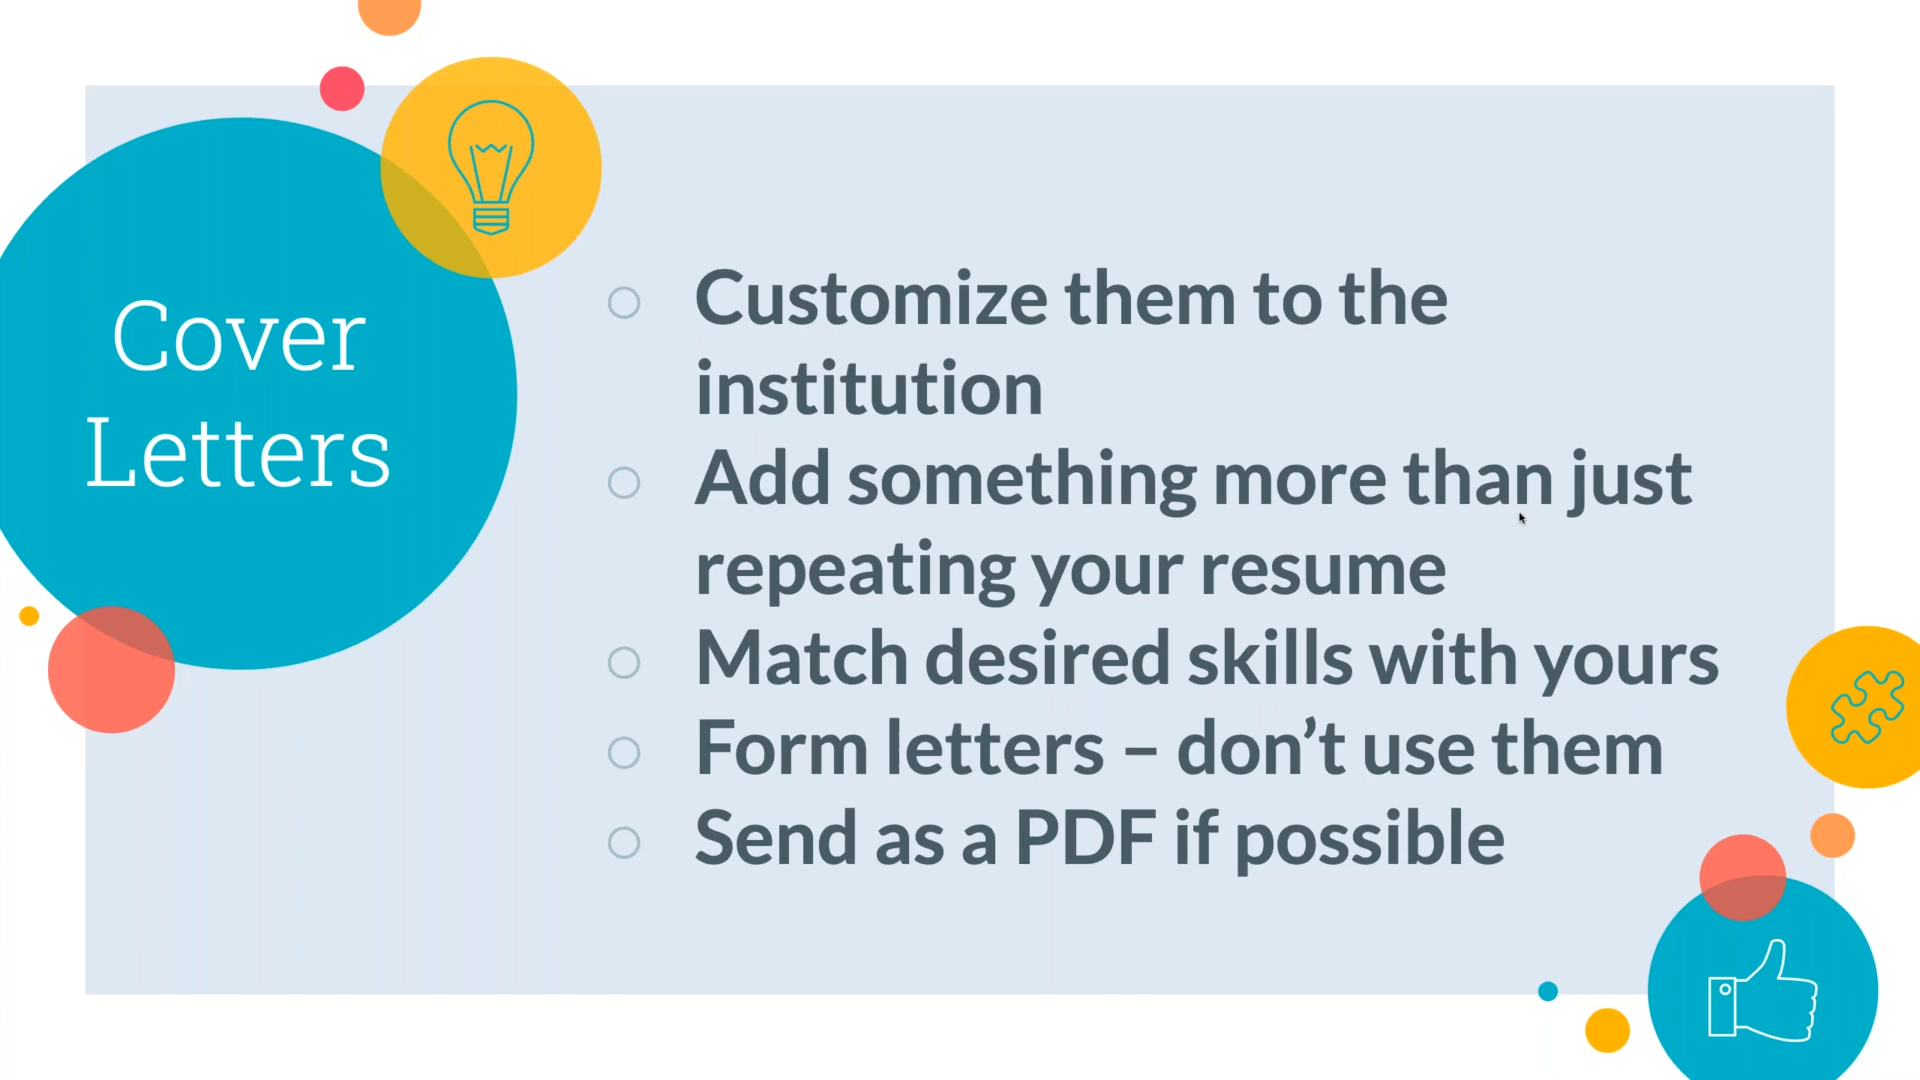 Cover
Letters
Customize them to the
institution
Add something more than just
repeating your resume
Match desired skills with yours
Form letters – don’t use them
Send as a PDF if possible